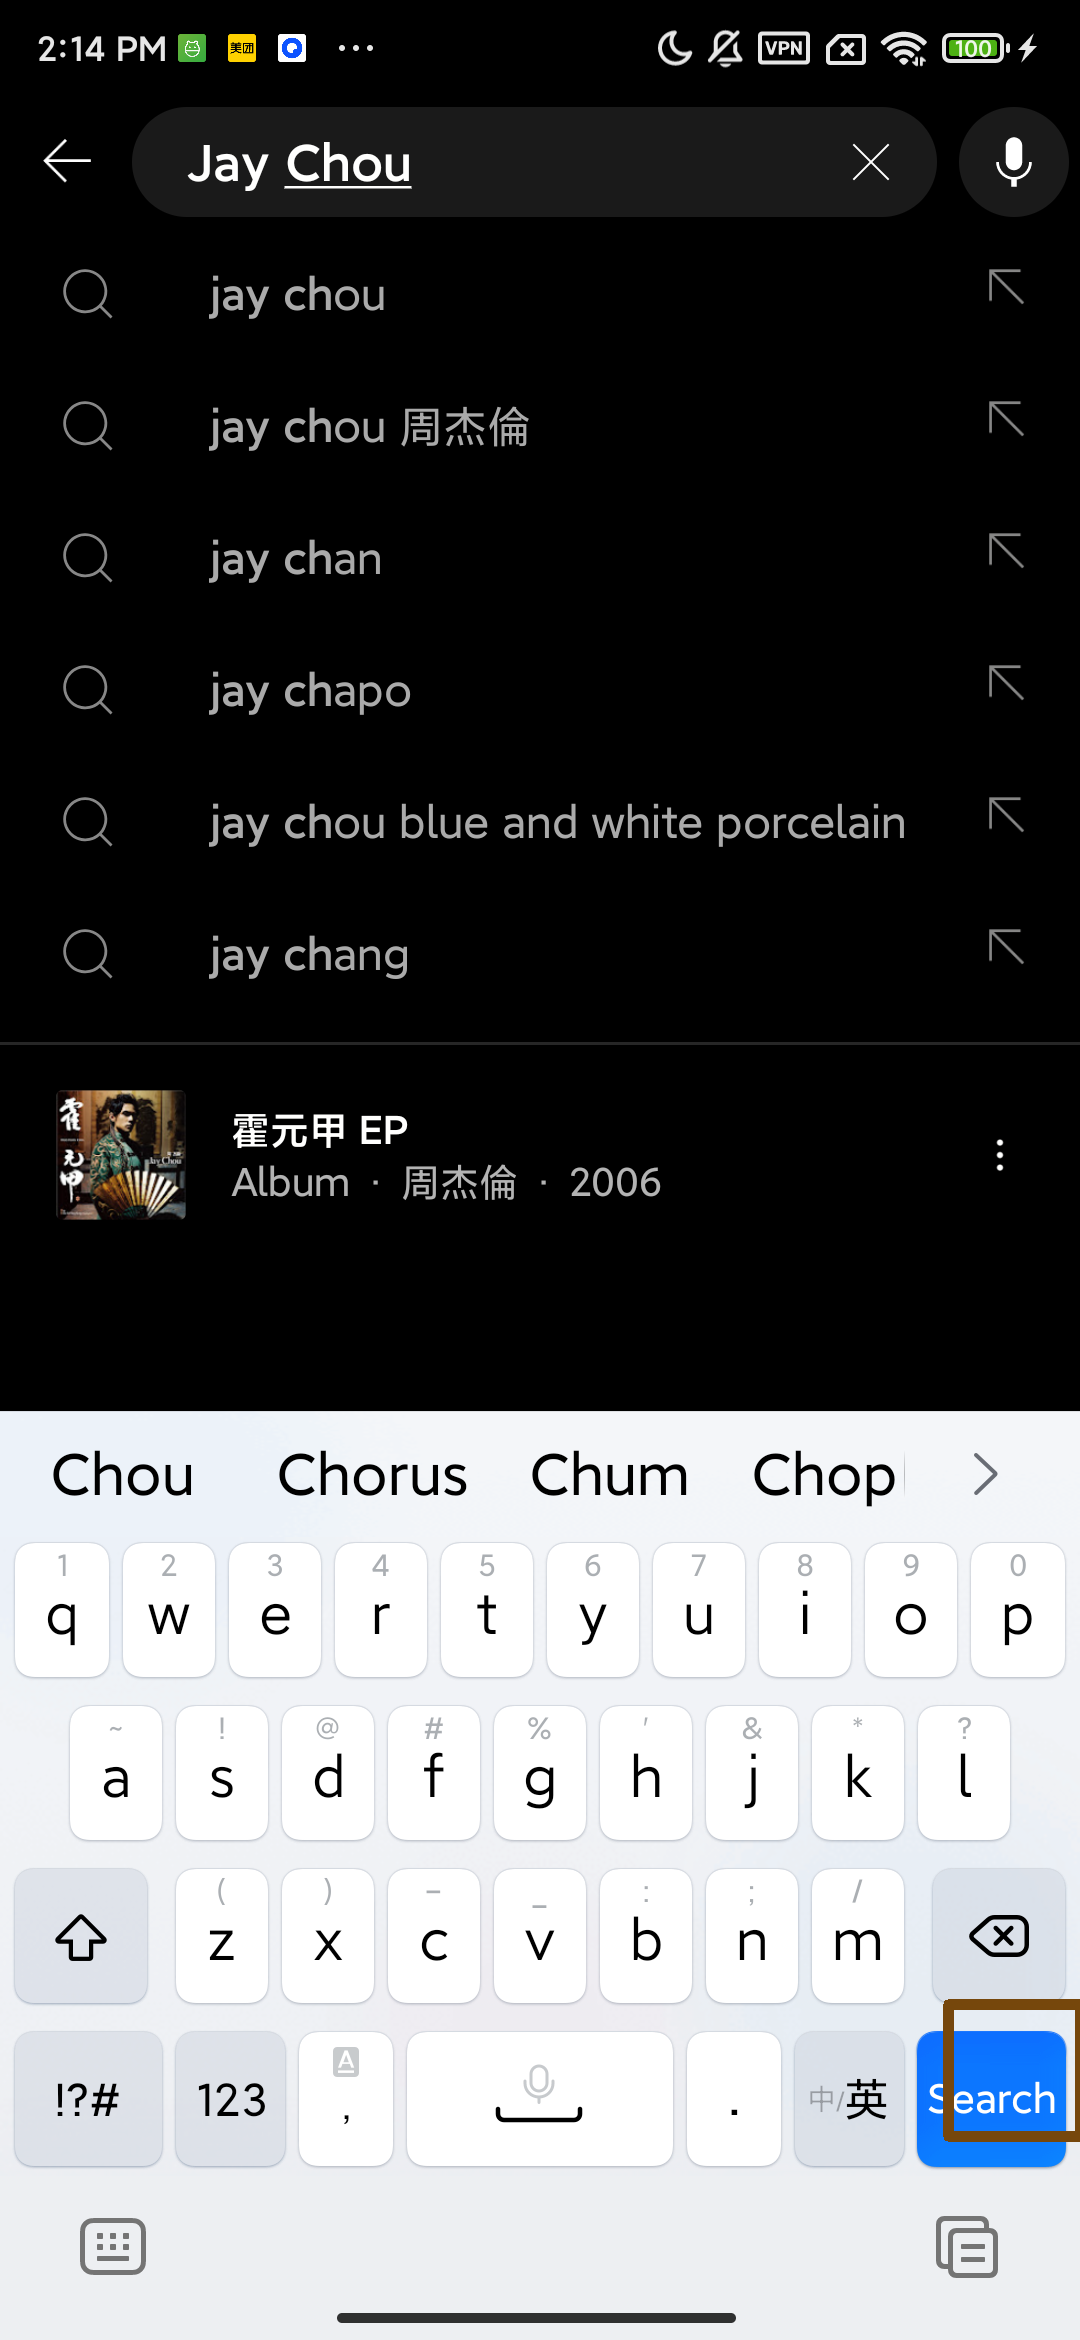 2:14 PM 美团 VPN 100
Jay Chou
jay chou
jay chou 周杰倫
jay chan
jay chapo
jay chou blue and white porcelain
jay chang
霍元甲 EP
Album · 周杰倫 · 2006
Chou Chorus Chum Chop
1 2 3 4 5 6 7 8 9 0
q w e r t y u i o p
~ ! @ # % ' & * ?
a s d f g h j k l
( ) – _ : ; /
z x c v b n m
!?# 123 A , . 中/英 Search